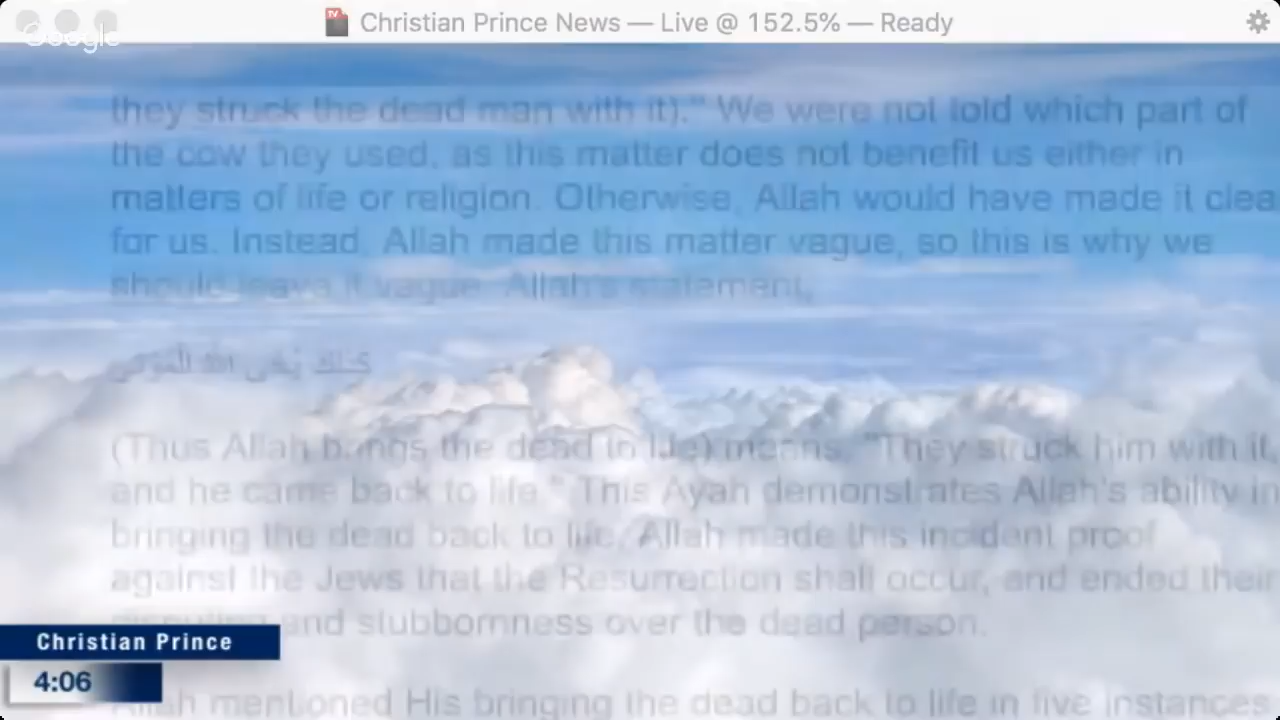 Christian Prince News — Live @ 152.5% — Ready
Google
they struck the dead man with it)." We were not told which part of
the cow they used, as this matter does not benefit us either in
matters of life or religion. Otherwise, Allah would have made it clea
for us. Instead, Allah made this matter vague, so this is why we
should leave it vague. Allah's statement,
(Thus Allah brings the dead to life) means, "They struck him with it,
and he came back to life." This Ayah demonstrates Allah's ability in
bringing the dead back to life. Allah made this incident proof
against the Jews that the Resurrection shall occur, and ended their
disputing and stubbornness over the dead person.
Christian Prince
4:06
Allah mentioned His bringing the dead back to life in five instances